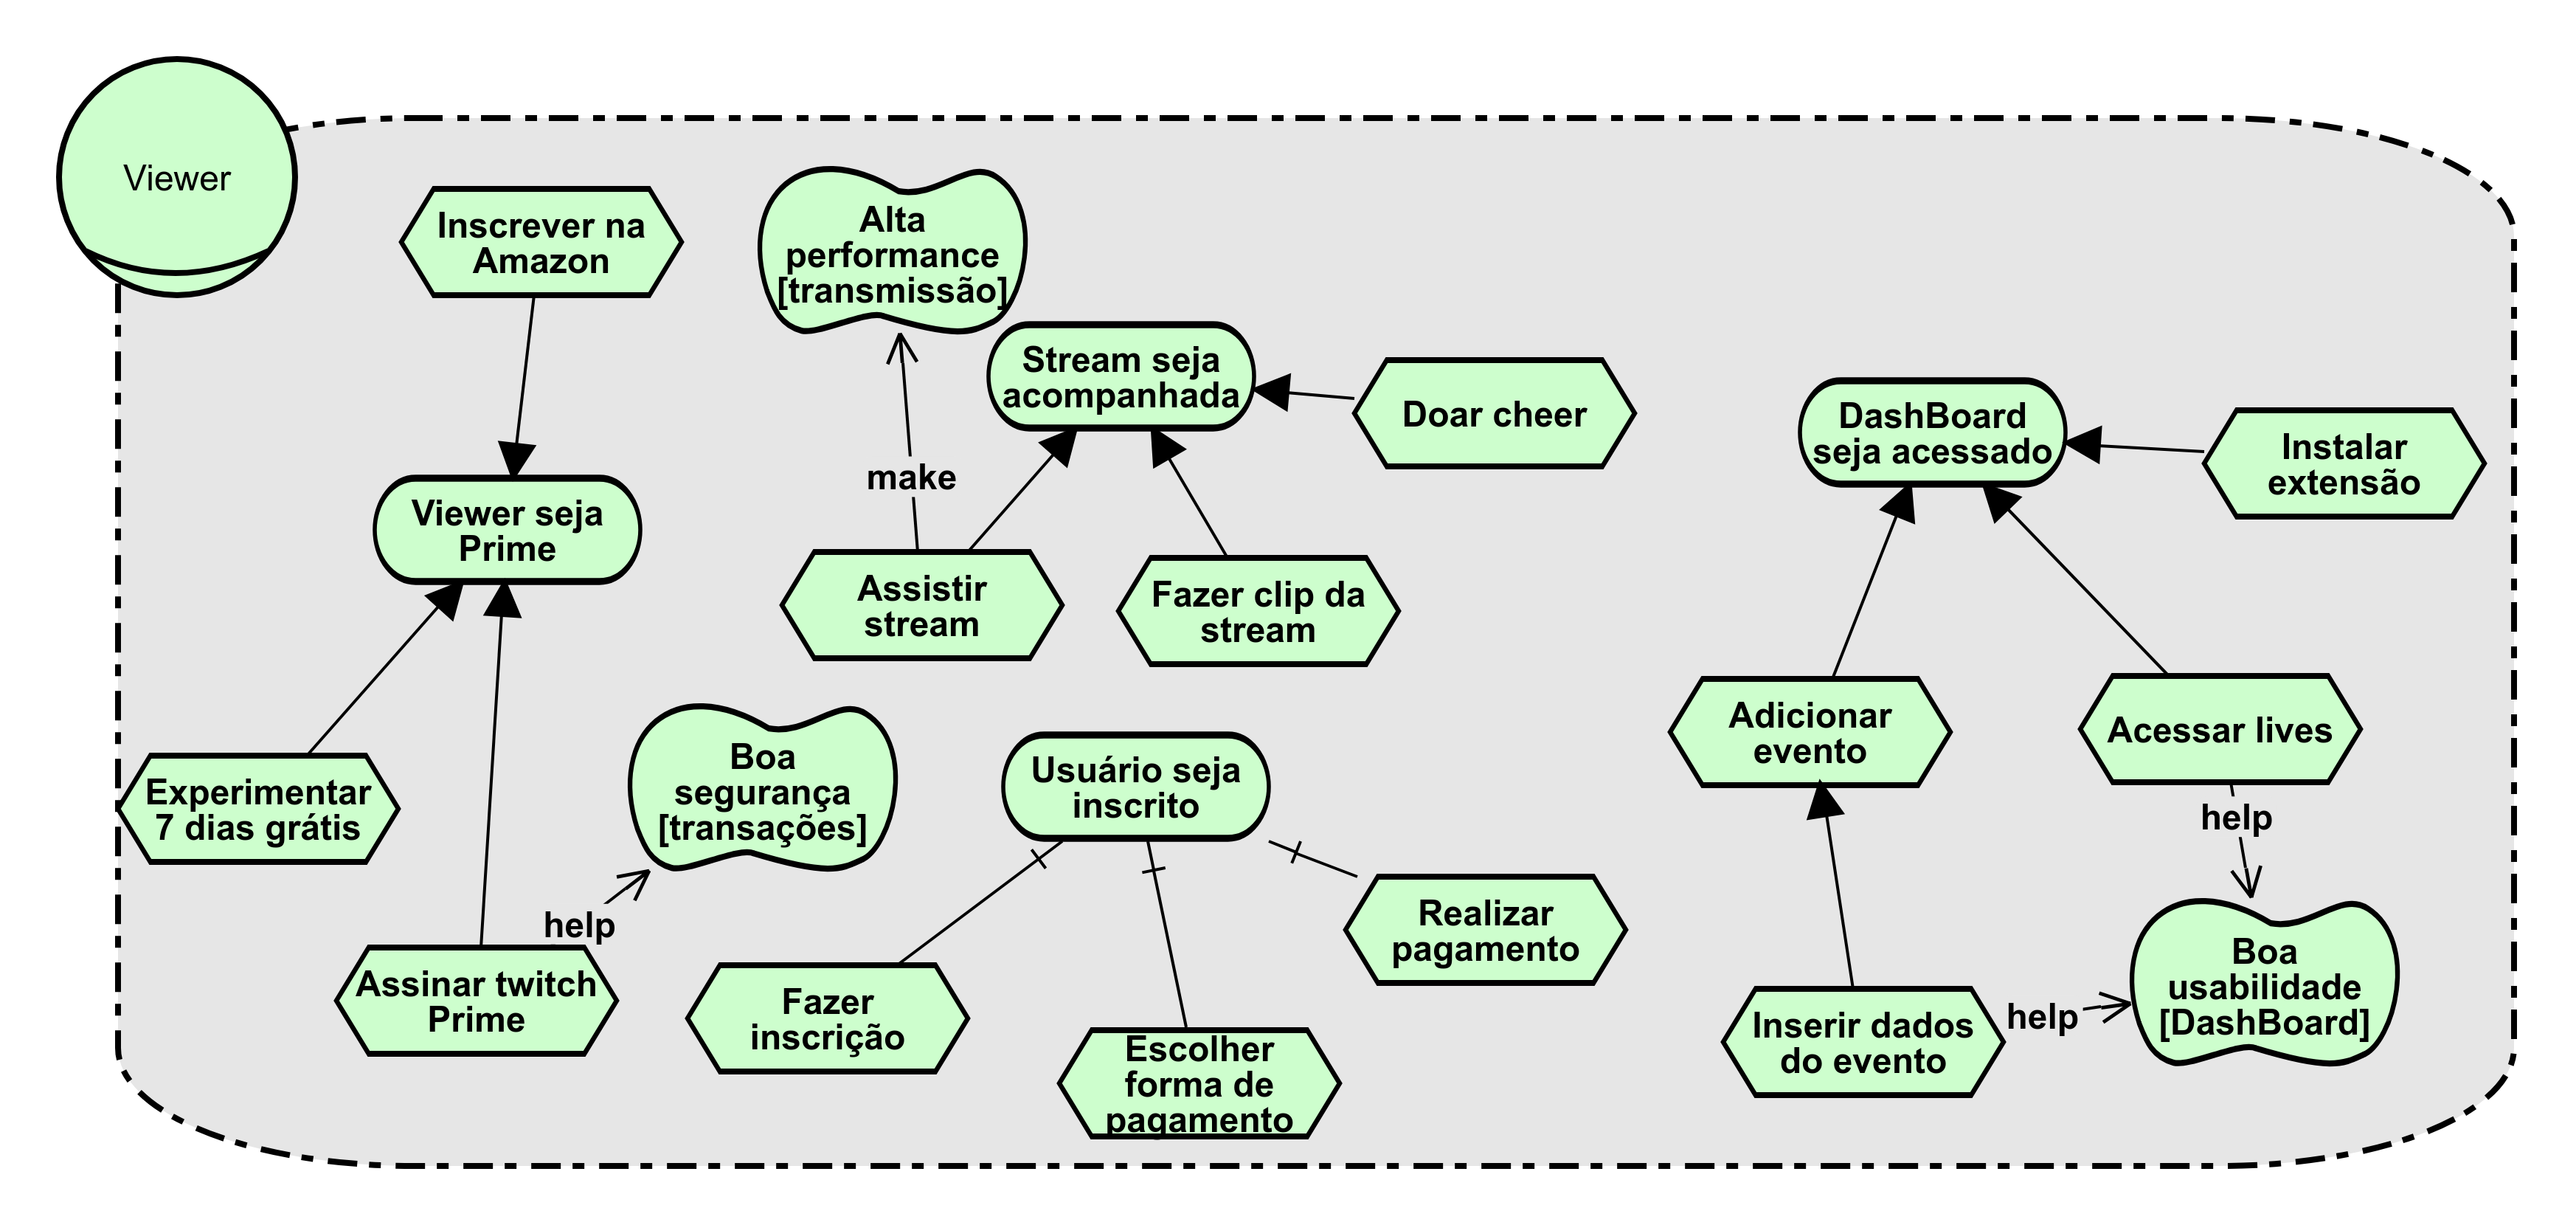 Viewer
Inscrever na
Amazon
Alta
performance
[transmissão]
Stream seja
acompanhada
Doar cheer
DashBoard
seja acessado
Instalar
extensão
make
Viewer seja
Prime
Assistir
stream
Fazer clip da
stream
Adicionar
evento
Acessar lives
Experimentar
7 dias grátis
Boa
segurança
[transações]
Usuário seja
inscrito
help
help
Realizar
pagamento
Assinar twitch
Prime
Fazer
inscrição
Escolher
forma de
pagamento
Inserir dados
do evento
help
Boa
usabilidade
[DashBoard]